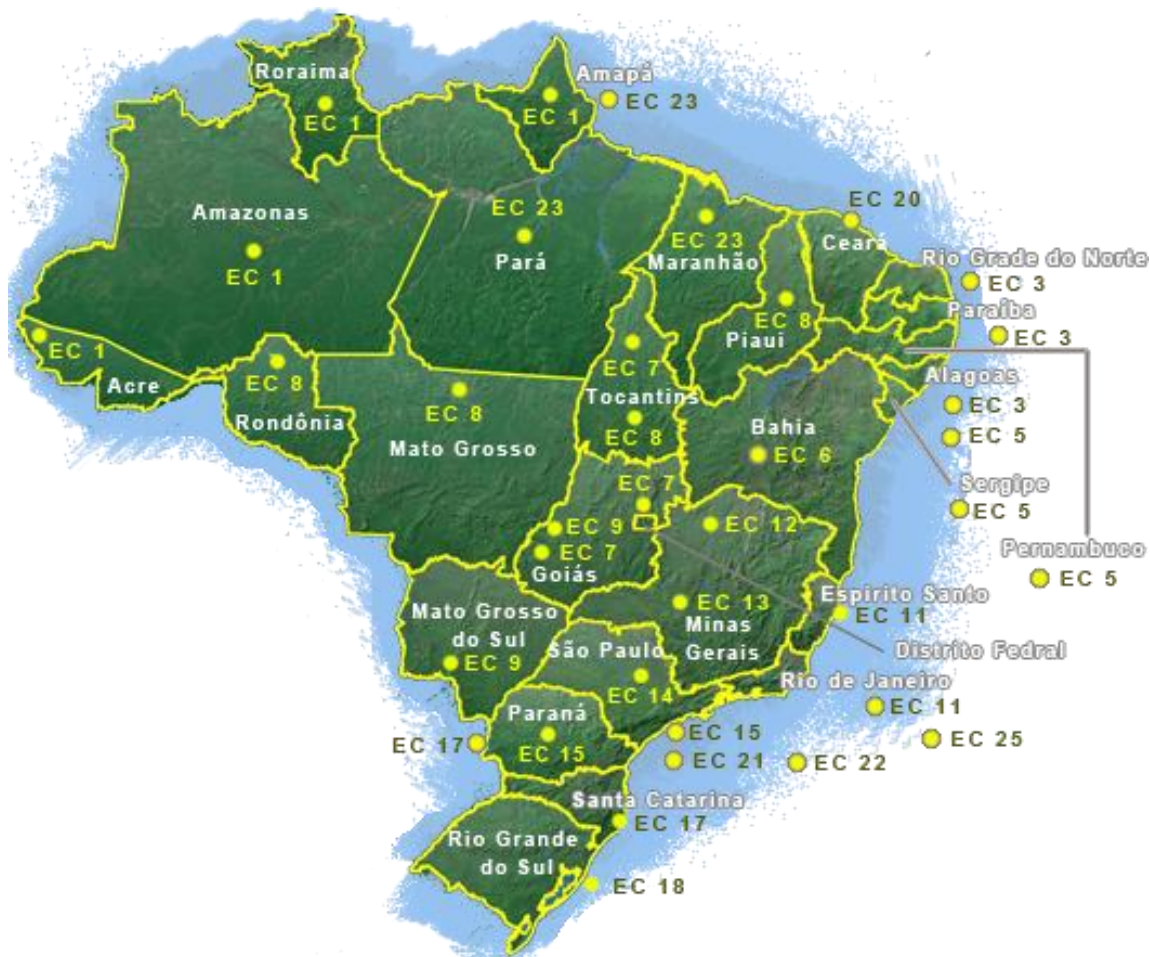 Roraima
EC 1
Amapá
EC 1
EC 23
Amazonas
EC 1
EC 23
Pará
EC 23
Maranhão
EC 20
Ceará
Rio Grade do Norte
EC 3
Paraíba
EC 3
EC 8
Piaui
EC 1
Acre
EC 8
Rondônia
EC 8
Mato Grosso
EC 7
Tocantins
EC 8
Alagoas
EC 3
EC 5
Bahia
EC 6
Sergipe
EC 5
Pernambuco
EC 5
EC 7
EC 9
EC 7
Goiás
EC 12
EC 13
Minas
Gerais
Espirito Santo
EC 11
Distrito Fedral
Mato Grosso
do Sul
EC 9
São Paulo
EC 14
Rio de Janeiro
EC 11
EC 25
Paraná
EC 15
EC 17
EC 15
EC 21
EC 22
Santa Catarina
EC 17
Rio Grande
do Sul
EC 18